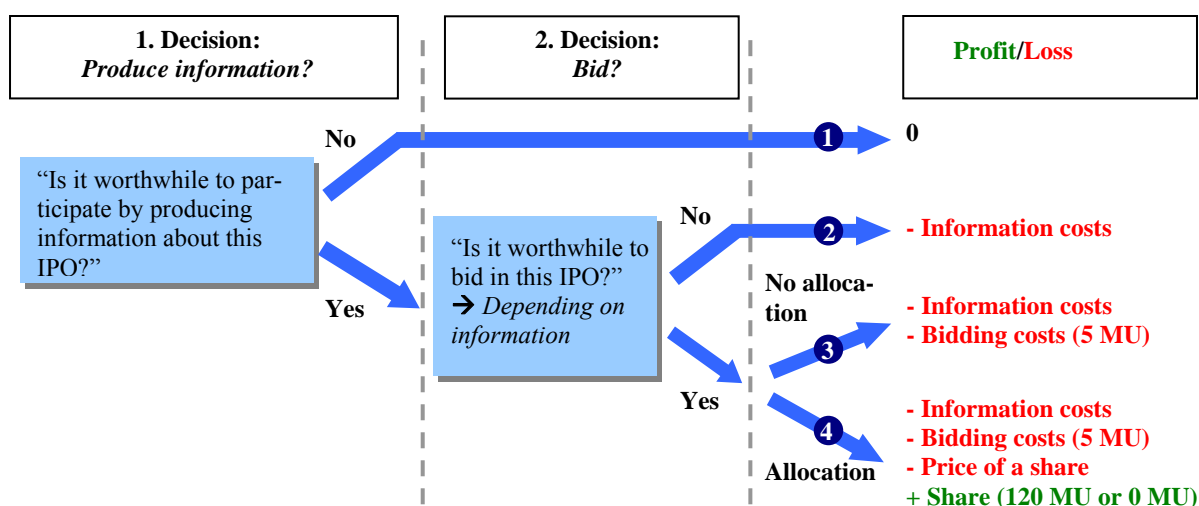 1. Decision:
Produce information?
2. Decision:
Bid?
Profit/Loss
No
1
0
“Is it worthwhile to par-
ticipate by producing
information about this
IPO?”
Yes
No
2
- Information costs
“Is it worthwhile to
bid in this IPO?”
→ Depending on
information
Yes
No alloca-
tion
3
- Information costs
- Bidding costs (5 MU)
4
Allocation
- Information costs
- Bidding costs (5 MU)
- Price of a share
+ Share (120 MU or 0 MU)